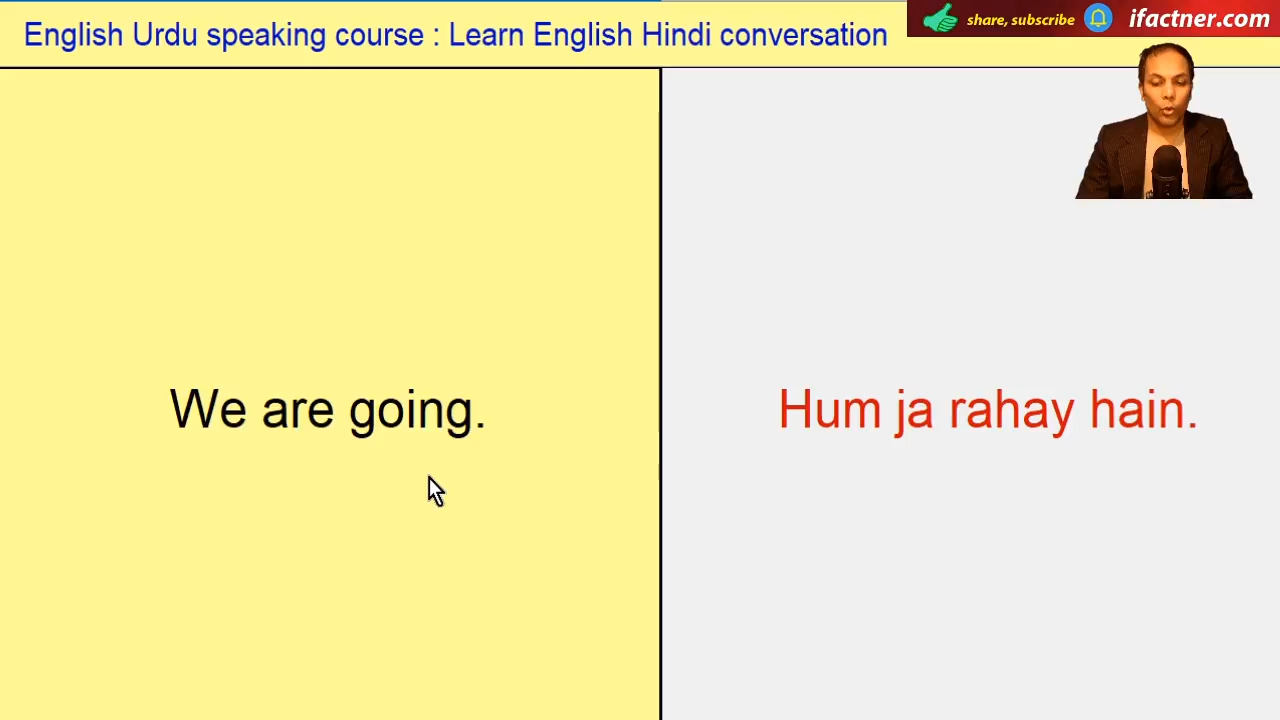 English Urdu speaking course : Learn English Hindi conversation
share, subscribe ifactner.com
We are going.
Hum ja rahay hain.